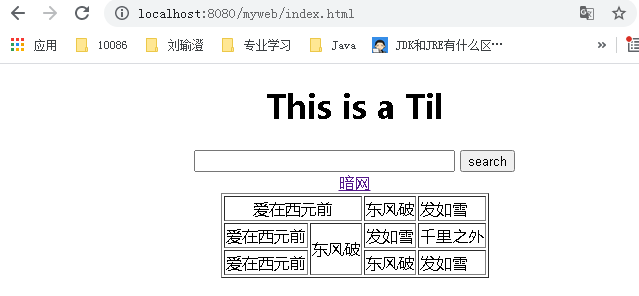 localhost:8080/myweb/index.html
应用 10086 刘瑜澄 专业学习 Java JDK和JRE有什么区… »
This is a Til
search
暗网
爱在西元前 东风破 发如雪
爱在西元前 东风破 发如雪 千里之外
爱在西元前 东风破 发如雪